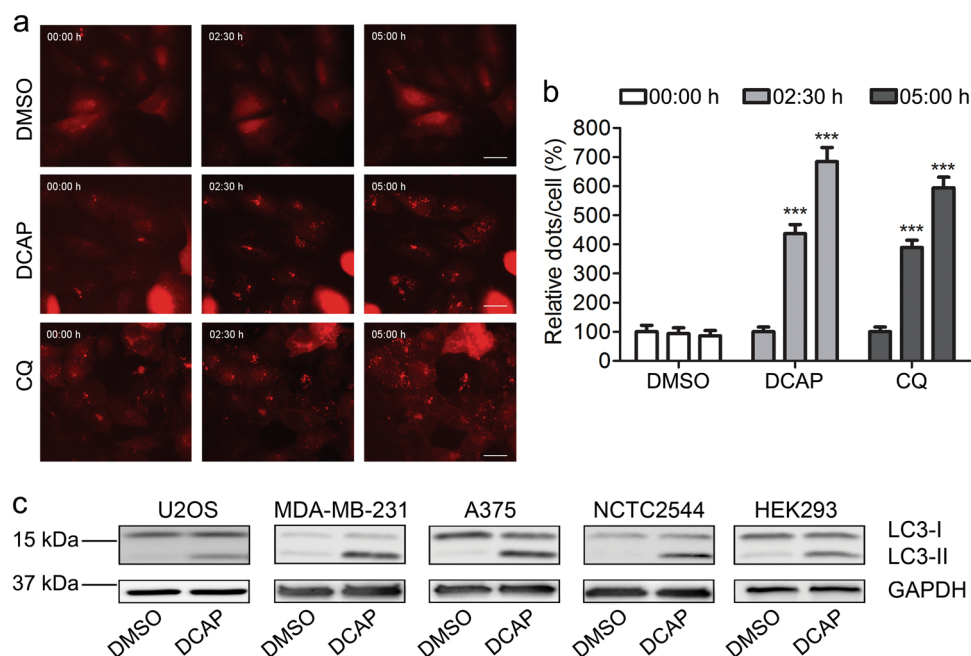 a
00:00 h 02:30 h 05:00 h
DMSO
00:00 h 02:30 h 05:00 h
DCAP
00:00 h 02:30 h 05:00 h
CQ
b
00:00 h 02:30 h 05:00 h
Relative dots/cell (%)
800
700
600
500
400
300
200
100
0
*** *** *** ***
DMSO DCAP CQ
c
U2OS MDA-MB-231 A375 NCTC2544 HEK293
15 kDa
LC3-I
LC3-II
37 kDa
GAPDH
DMSO DCAP DMSO DCAP DMSO DCAP DMSO DCAP DMSO DCAP